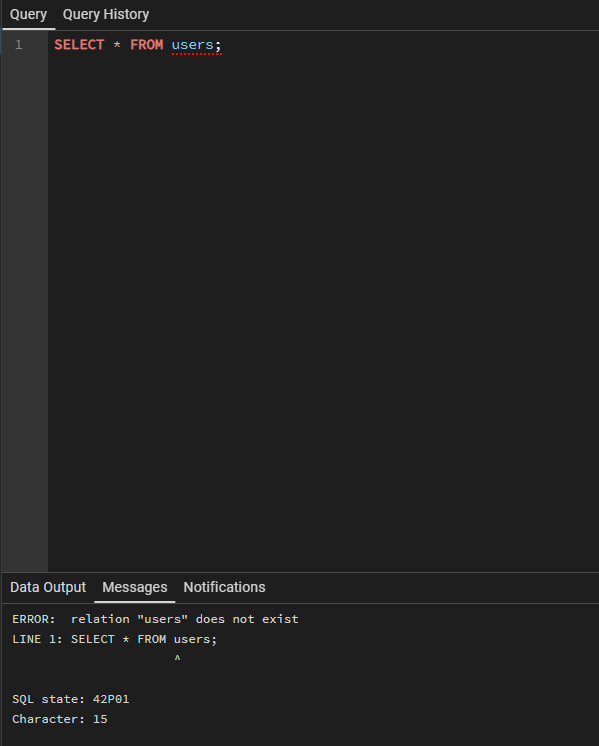 Query Query History
1 SELECT * FROM users;
Data Output Messages Notifications
ERROR:  relation "users" does not exist
LINE 1: SELECT * FROM users;
^
SQL state: 42P01
Character: 15